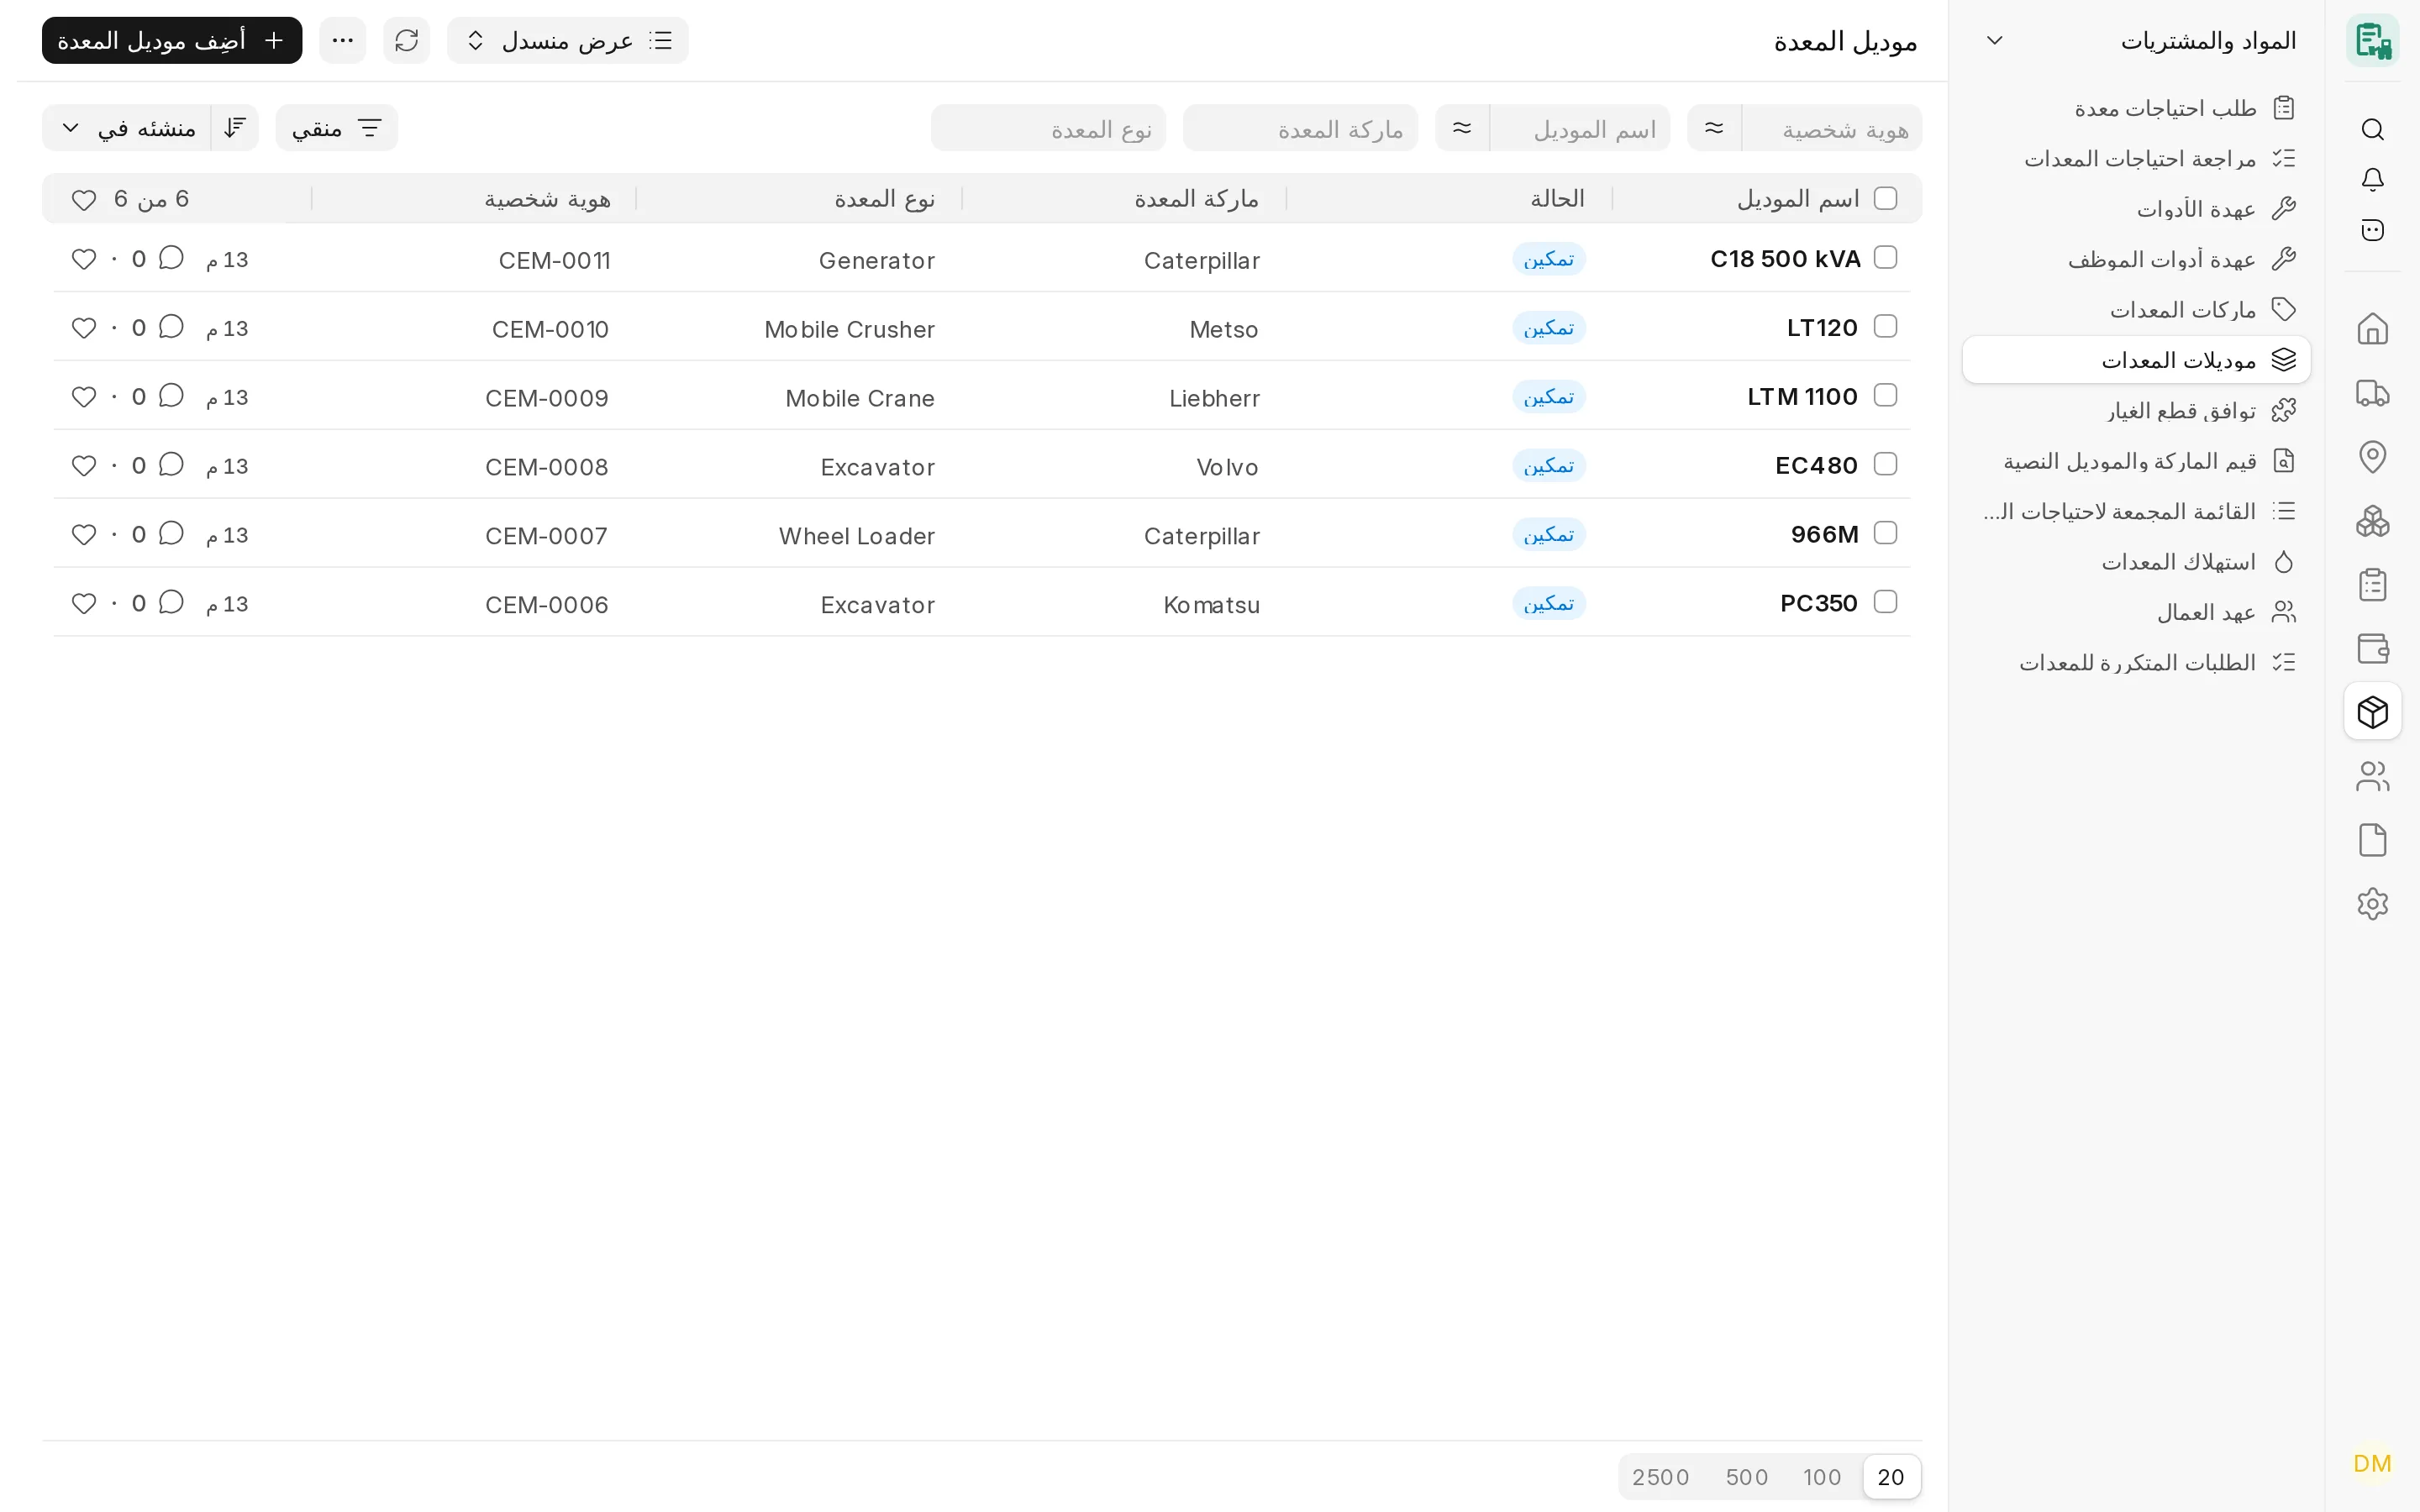 المواد والمشتريات
طلب احتياجات معدة
مراجعة احتياجات المعدات
عهدة الأدوات
عهدة أدوات الموظف
ماركات المعدات
موديلات المعدات
توافق قطع الغيار
قيم الماركة والموديل النصية
القائمة المجمعة لاحتياجات الـ...
استهلاك المعدات
عهد العمال
الطلبات المتكررة للمعدات
DM
موديل المعدة
عرض منسدل
أضِف موديل المعدة
هوية شخصية اسم الموديل ماركة المعدة نوع المعدة منقي منشئه في
اسم الموديل الحالة ماركة المعدة نوع المعدة هوية شخصية 6 من 6
C18 500 kVA تمكين Caterpillar Generator CEM-0011 13 م 0 ·
LT120 تمكين Metso Mobile Crusher CEM-0010 13 م 0 ·
LTM 1100 تمكين Liebherr Mobile Crane CEM-0009 13 م 0 ·
EC480 تمكين Volvo Excavator CEM-0008 13 م 0 ·
966M تمكين Caterpillar Wheel Loader CEM-0007 13 م 0 ·
PC350 تمكين Komatsu Excavator CEM-0006 13 م 0 ·
20 100 500 2500